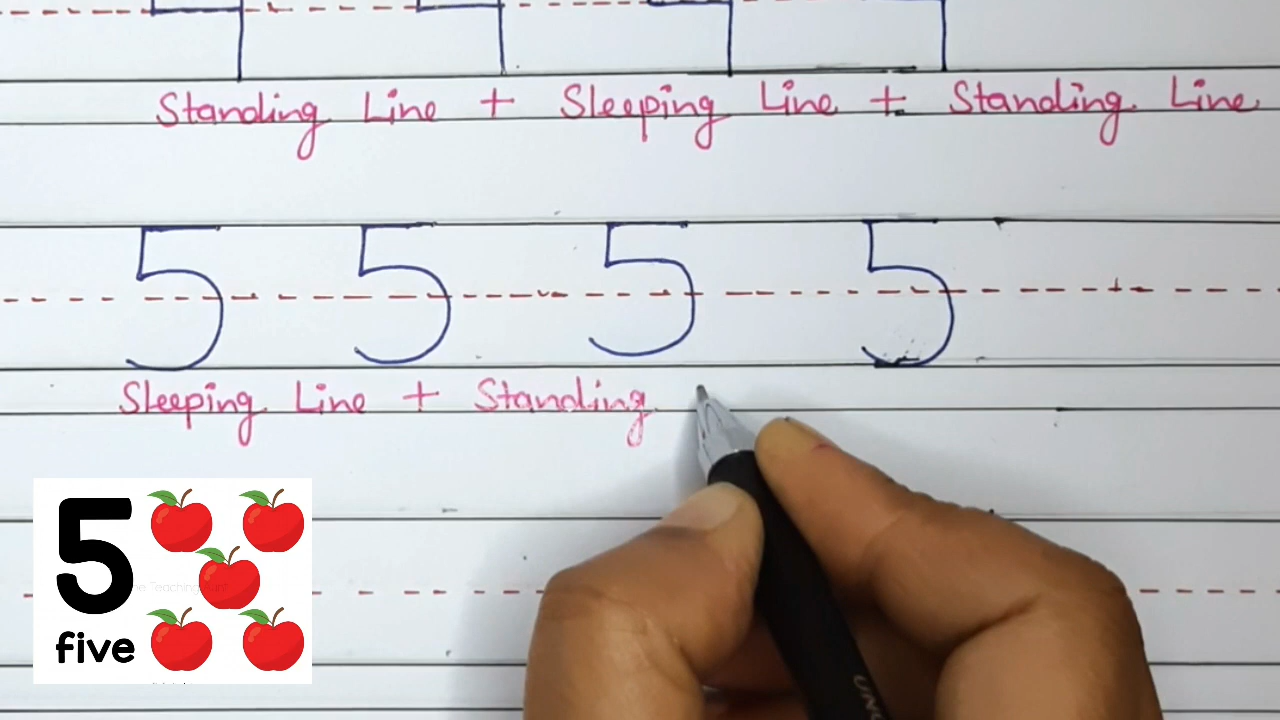 Standing Line + Sleeping Line + Standing Line
5 5 5 5
Sleeping Line + Standing
5
five